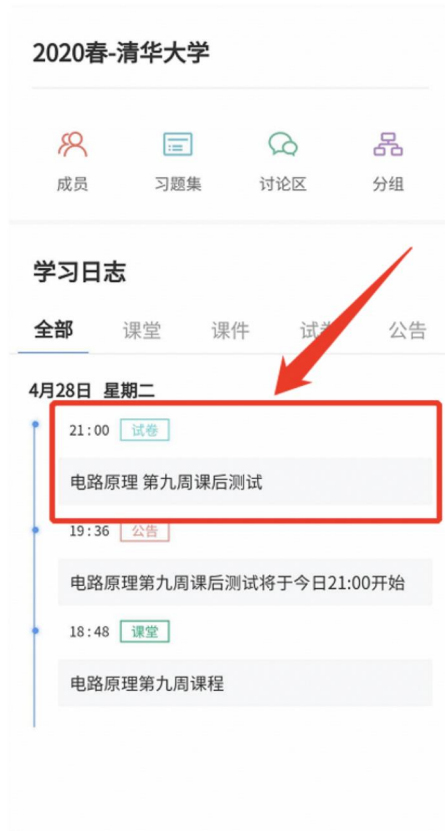 2020春-清华大学
成员 习题集 讨论区 分组
学习日志
全部 课堂 课件 试卷 公告
4月28日 星期二
21:00 试卷
电路原理 第九周课后测试
19:36 公告
电路原理第九周课后测试将于今日21:00开始
18:48 课堂
电路原理第九周课程